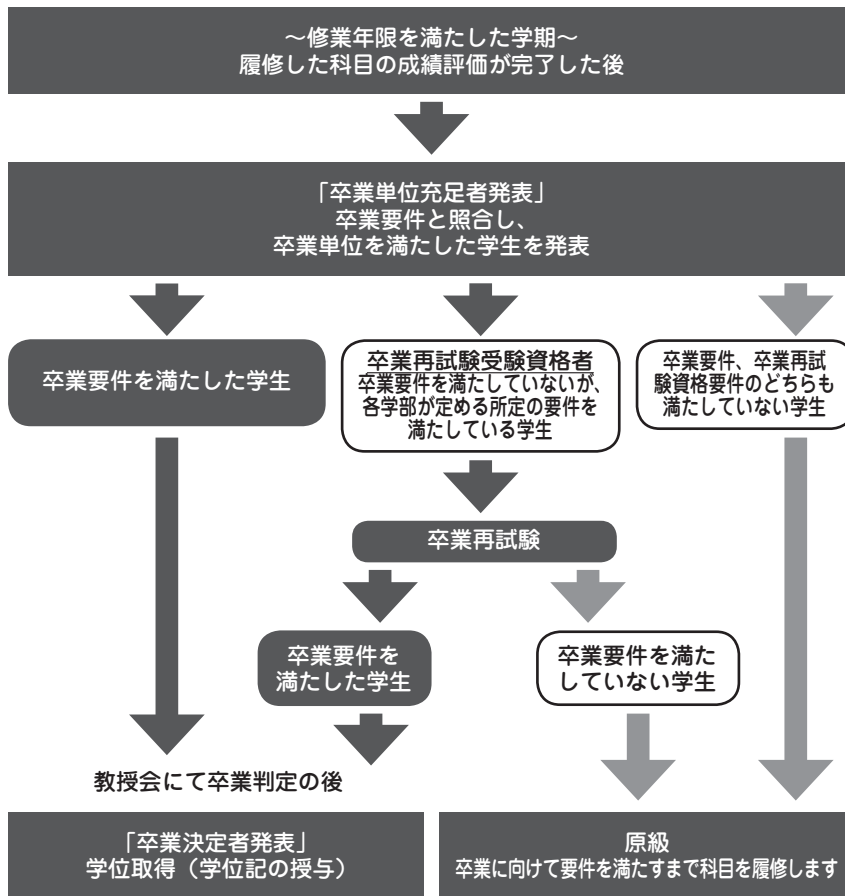 ～修業年限を満たした学期～
履修した科目の成績評価が完了した後
「卒業単位充足者発表」
卒業要件と照合し、
卒業単位を満たした学生を発表
卒業要件を満たした学生
卒業再試験受験資格者
卒業要件を満たしていないが、
各学部が定める所定の要件を
満たしている学生
卒業要件、卒業再試
験資格要件のどちらも
満たしていない学生
卒業再試験
卒業要件を
満たした学生
卒業要件を満た
していない学生
教授会にて卒業判定の後
「卒業決定者発表」
学位取得（学位記の授与）
原級
卒業に向けて要件を満たすまで科目を履修します